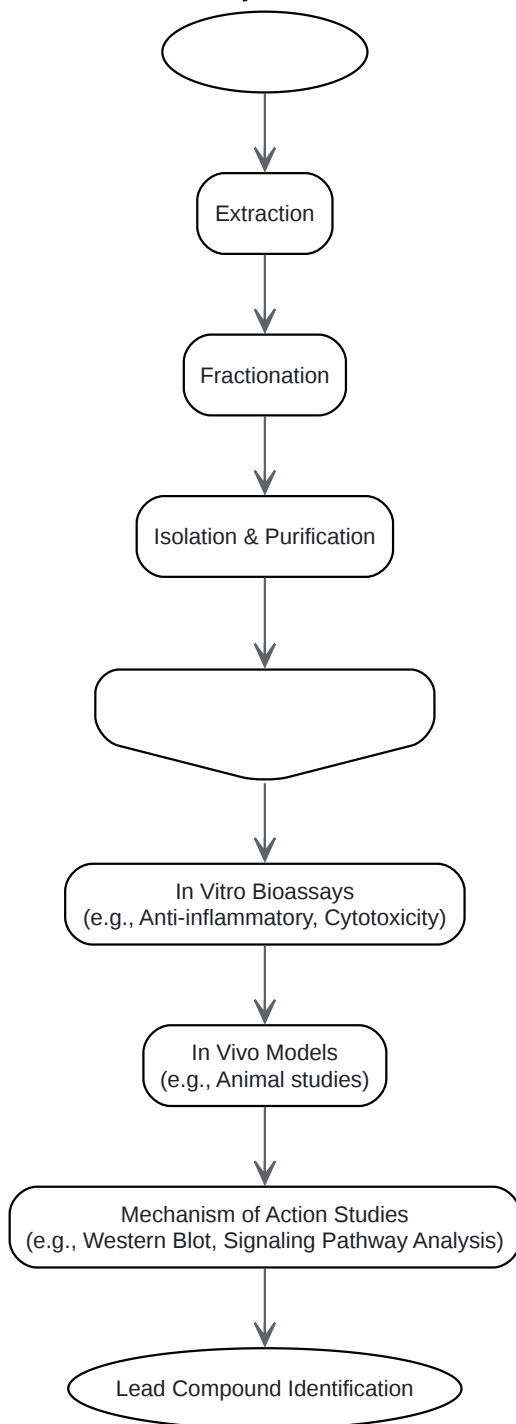 Extraction
Fractionation
Isolation & Purification
In Vitro Bioassays
(e.g., Anti-inflammatory, Cytotoxicity)
In Vivo Models
(e.g., Animal studies)
Mechanism of Action Studies
(e.g., Western Blot, Signaling Pathway Analysis)
Lead Compound Identification